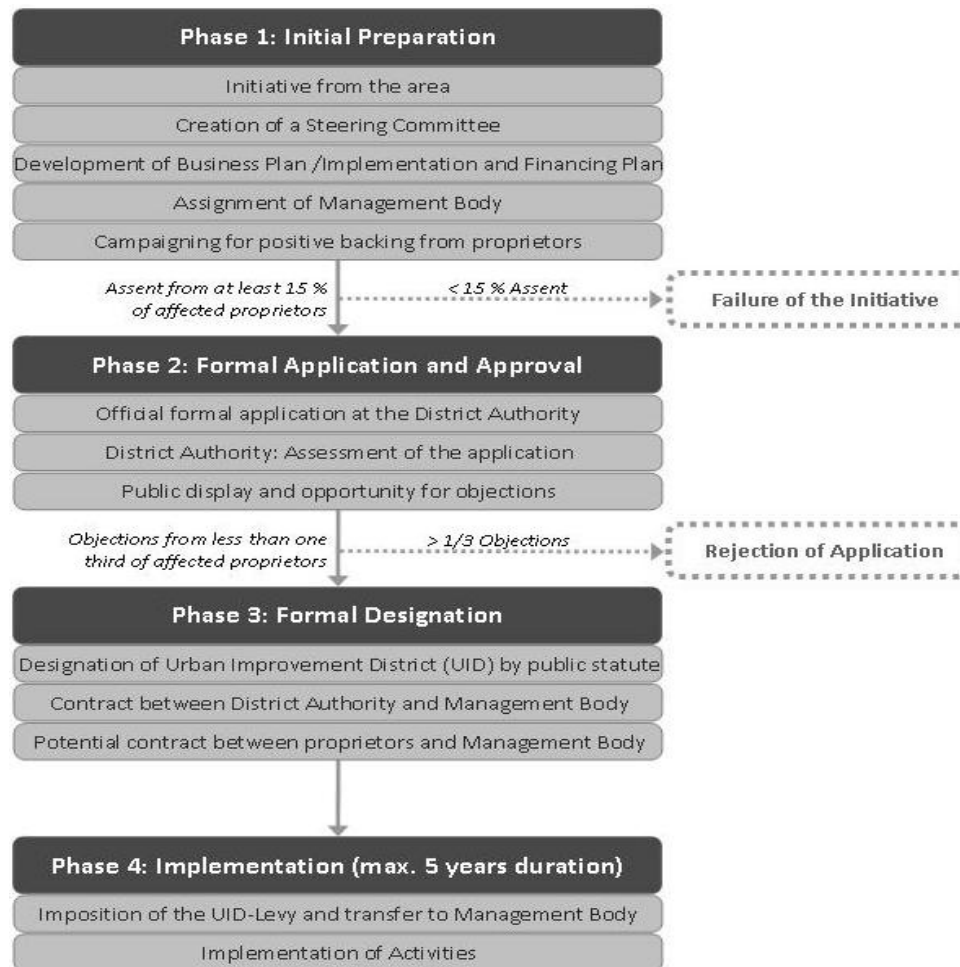 Phase 1: Initial Preparation
Initiative from the area
Creation of a Steering Committee
Development of Business Plan /Implementation and Financing Plan
Assignment of Management Body
Campaigning for positive backing from proprietors
Assent from at least 15 %
of affected proprietors
< 15 % Assent
Failure of the Initiative
Phase 2: Formal Application and Approval
Official formal application at the District Authority
District Authority: Assessment of the application
Public display and opportunity for objections
Objections from less than one
third of affected proprietors
> 1/3 Objections
Rejection of Application
Phase 3: Formal Designation
Designation of Urban Improvement District (UID) by public statute
Contract between District Authority and Management Body
Potential contract between proprietors and Management Body
Phase 4: Implementation (max. 5 years duration)
Imposition of the UID-Levy and transfer to Management Body
Implementation of Activities